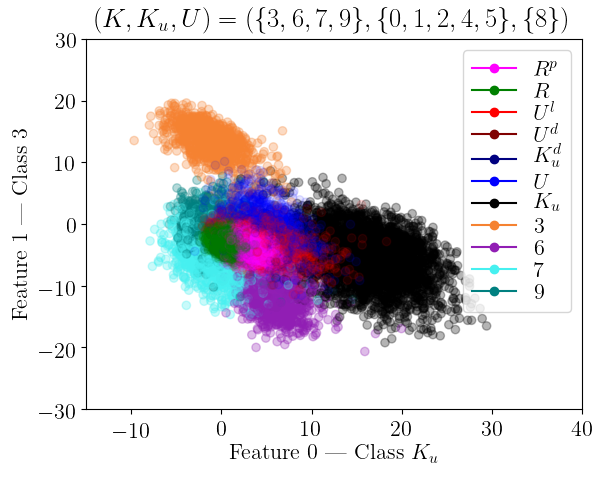 (K, K_u, U) = ({3, 6, 7, 9}, {0, 1, 2, 4, 5}, {8})
30
20
10
0
−10
−20
−30
Feature 1 — Class 3
R^p
R
U^l
U^d
K_u^d
U
K_u
3
6
7
9
−10 0 10 20 30 40
Feature 0 — Class K_u